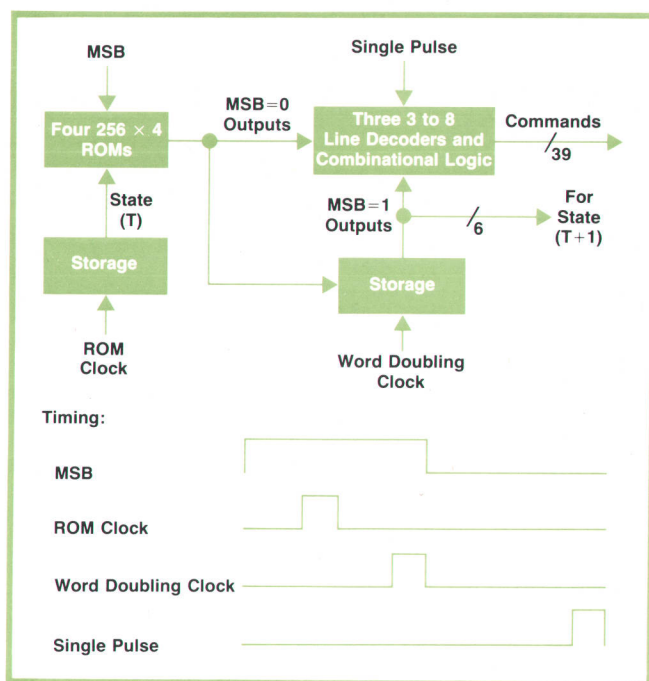 MSB
Single Pulse
Four 256 × 4
ROMs
MSB=0
Outputs
Three 3 to 8
Line Decoders and
Combinational Logic
Commands
39
State
(T)
MSB=1
Outputs
6
For
State
(T+1)
Storage
Storage
ROM
Clock
Word Doubling
Clock
Timing:
MSB
ROM Clock
Word Doubling Clock
Single Pulse